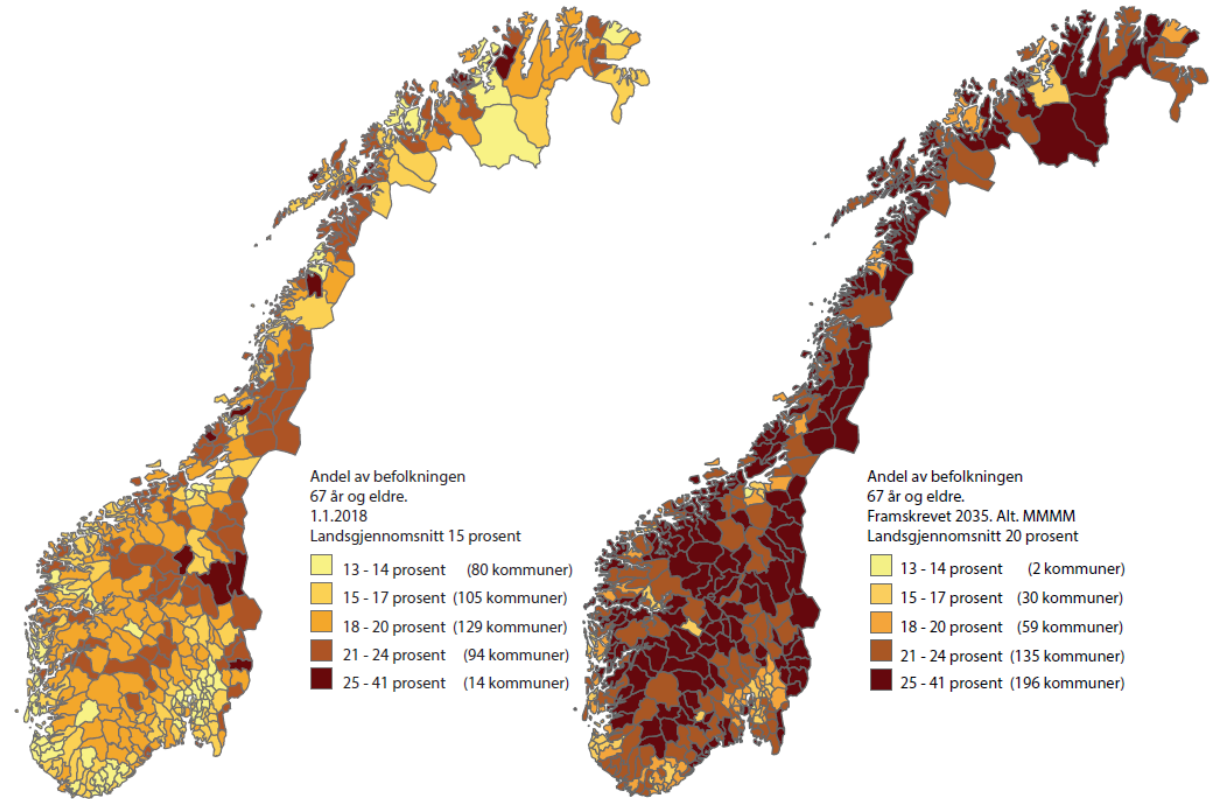 Andel av befolkningen
67 år og eldre.
1.1.2018
Landsgjennomsnitt 15 prosent
13 - 14 prosent (80 kommuner)
15 - 17 prosent (105 kommuner)
18 - 20 prosent (129 kommuner)
21 - 24 prosent (94 kommuner)
25 - 41 prosent (14 kommuner)
Andel av befolkningen
67 år og eldre.
Framskrevet 2035. Alt. MMMM
Landsgjennomsnitt 20 prosent
13 - 14 prosent (2 kommuner)
15 - 17 prosent (30 kommuner)
18 - 20 prosent (59 kommuner)
21 - 24 prosent (135 kommuner)
25 - 41 prosent (196 kommuner)